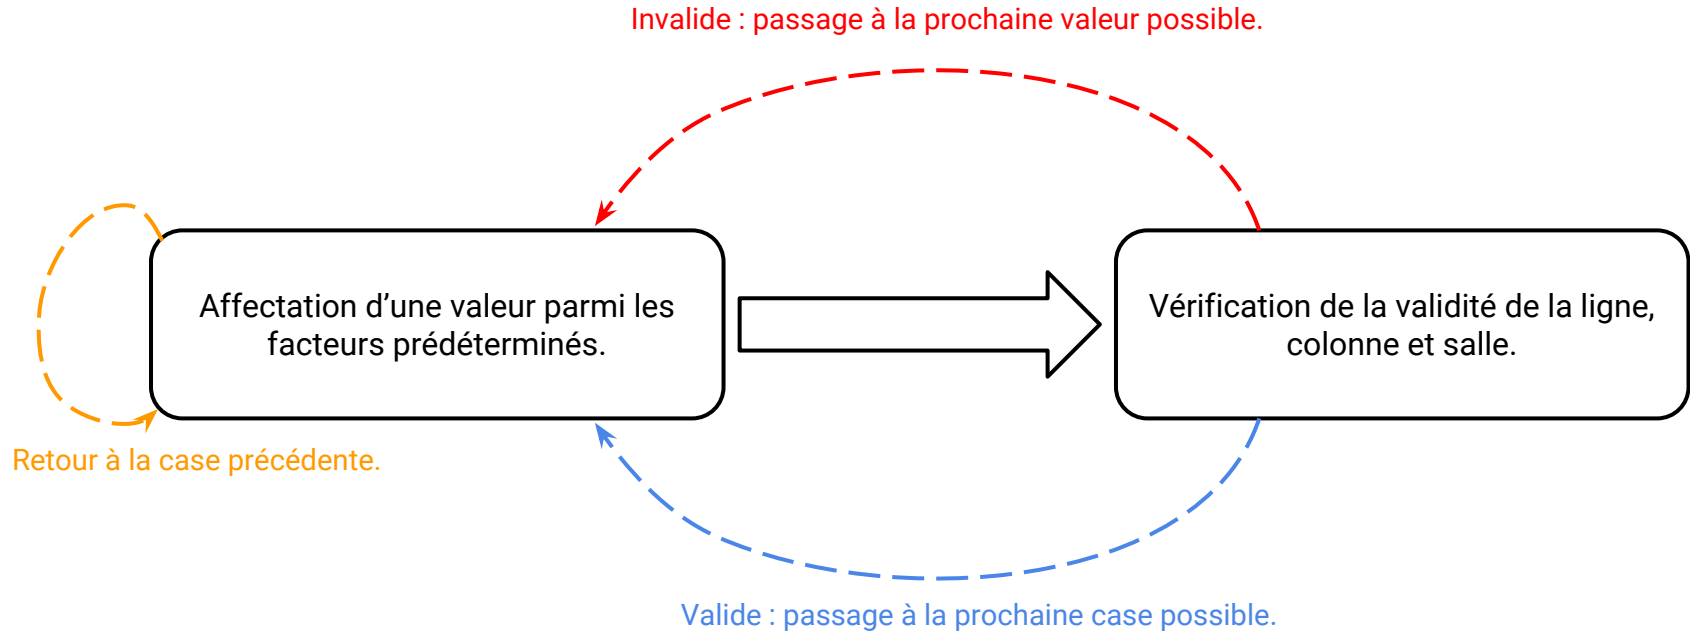 Invalide : passage à la prochaine valeur possible.
Affectation d’une valeur parmi les
facteurs prédéterminés.
Vérification de la validité de la ligne,
colonne et salle.
Retour à la case précédente.
Valide : passage à la prochaine case possible.